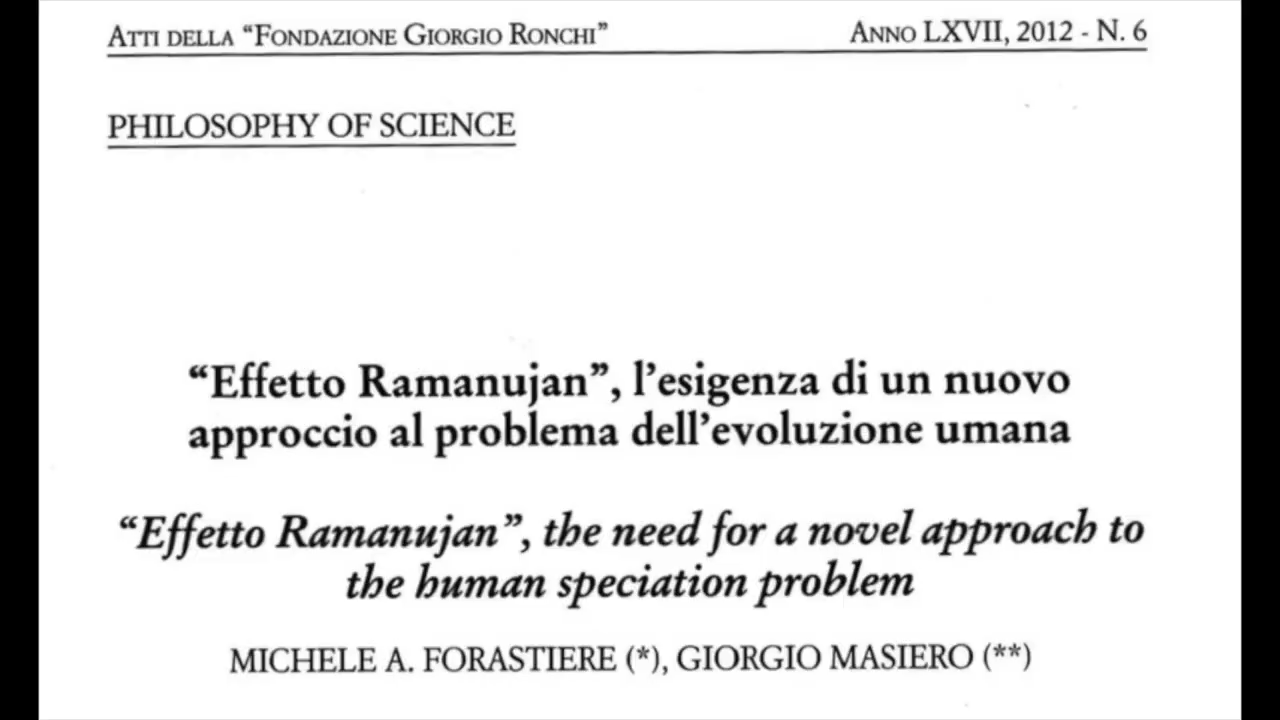 ATTI DELLA “FONDAZIONE GIORGIO RONCHI”
ANNO LXVII, 2012 - N. 6
PHILOSOPHY OF SCIENCE
“Effetto Ramanujan”, l’esigenza di un nuovo
approccio al problema dell’evoluzione umana
“Effetto Ramanujan”, the need for a novel approach to
the human speciation problem
MICHELE A. FORASTIERE (*), GIORGIO MASIERO (**)